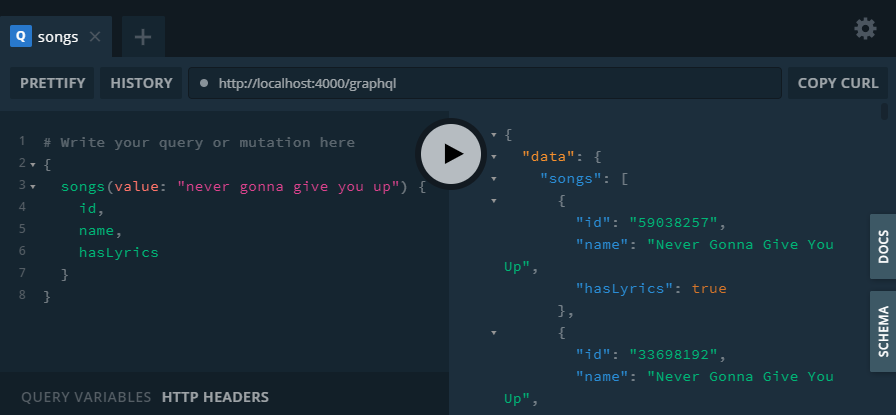 Q songs
PRETTIFY HISTORY http://localhost:4000/graphql COPY CURL
1 # Write your query or mutation here
2 {
3 songs(value: "never gonna give you up") {
4 id,
5 name,
6 hasLyrics
7 }
8 }
{
"data": {
"songs": [
{
"id": "59038257",
"name": "Never Gonna Give You
Up",
"hasLyrics": true
},
{
"id": "33698192",
"name": "Never Gonna Give You
Up",
DOCS
SCHEMA
QUERY VARIABLES HTTP HEADERS